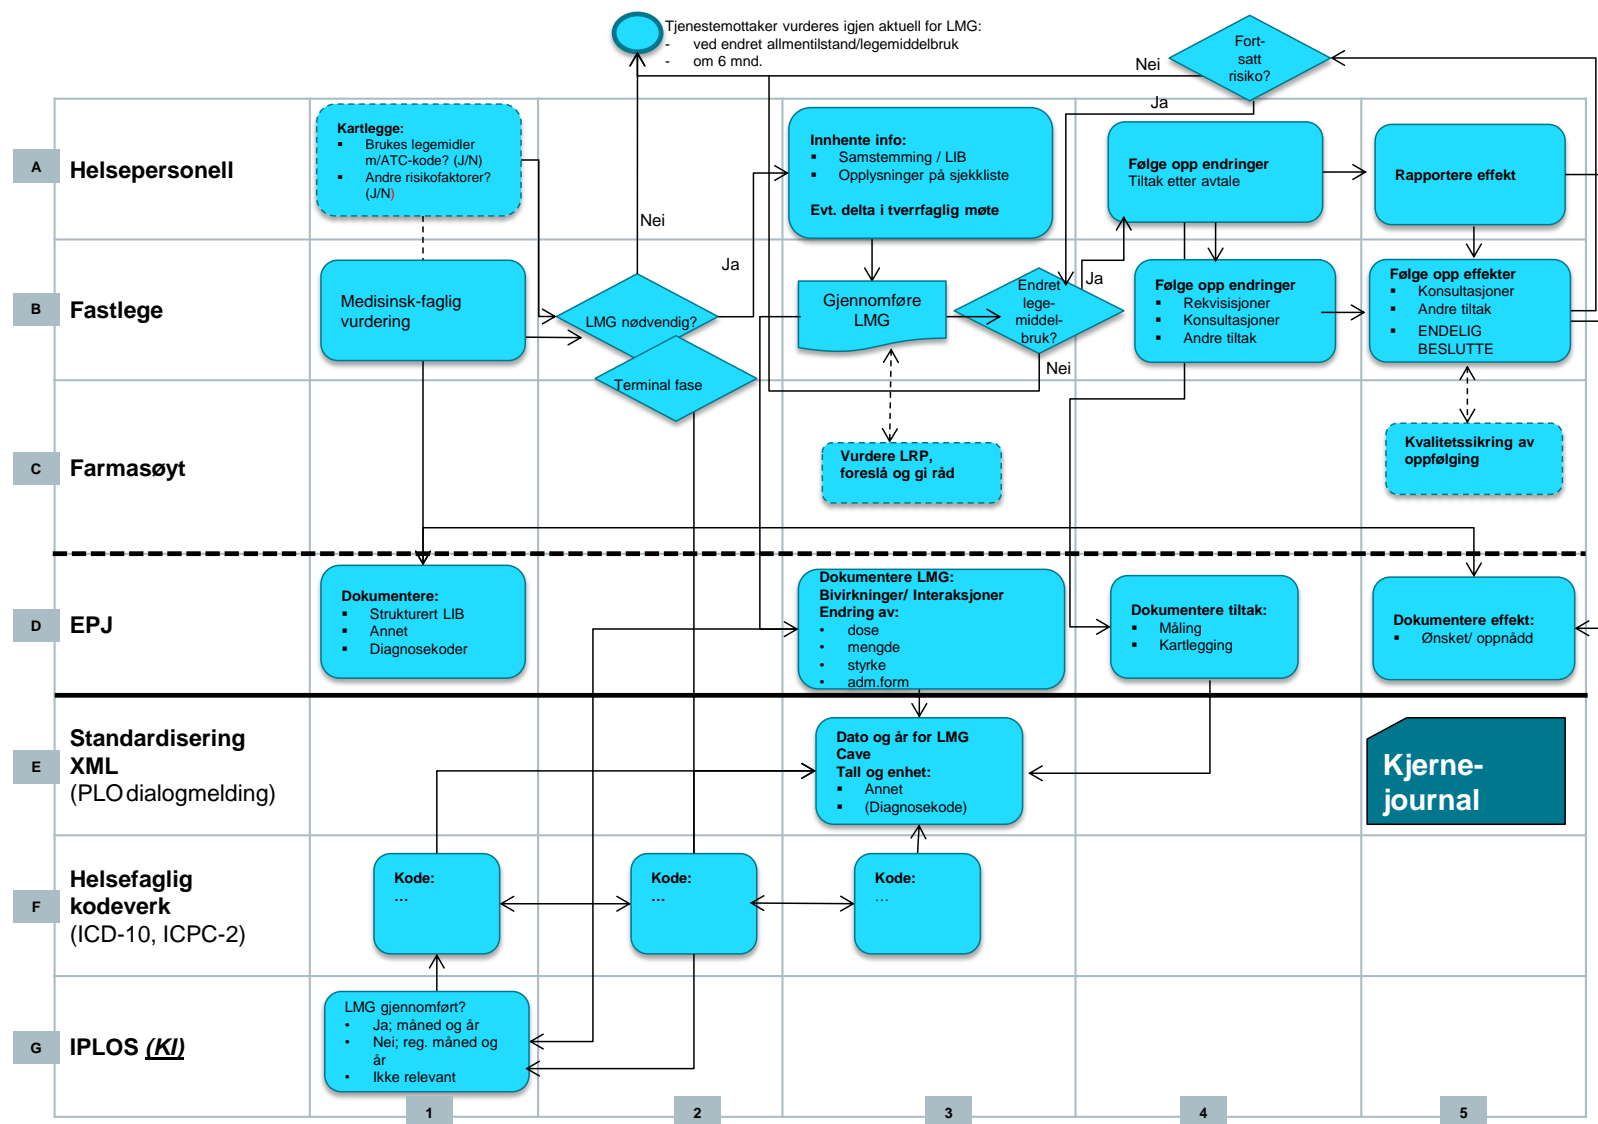 Tjenestemottaker vurderes igjen aktuell for LMG:
- ved endret allmentilstand/legemiddelbruk
- om 6 mnd.
Fort-
satt
risiko?
Nei
Ja
A
Helsepersonell
Kartlegge:
▪ Brukes legemidler
m/ATC-kode? (J/N)
▪ Andre risikofaktorer?
(J/N)
Nei
Innhente info:
▪ Samstemming / LIB
▪ Opplysninger på sjekkliste
Evt. delta i tverrfaglig møte
Følge opp endringer
Tiltak etter avtale
Rapportere effekt
B
Fastlege
Medisinsk-faglig
vurdering
LMG nødvendig?
Ja
Terminal fase
Gjennomføre
LMG
Endret
lege-
middel-
bruk?
Ja
Nei
Følge opp endringer
▪ Rekvisisjoner
▪ Konsultasjoner
▪ Andre tiltak
Følge opp effekter
▪ Konsultasjoner
▪ Andre tiltak
▪ ENDELIG
BESLUTTE
C
Farmasøyt
Vurdere LRP,
foreslå og gi råd
Kvalitetssikring av
oppfølging
D
EPJ
Dokumentere:
▪ Strukturert LIB
▪ Annet
▪ Diagnosekoder
Dokumentere LMG:
Bivirkninger/ Interaksjoner
Endring av:
• dose
• mengde
• styrke
• adm.form
Dokumentere tiltak:
▪ Måling
▪ Kartlegging
Dokumentere effekt:
▪ Ønsket/ oppnådd
E
Standardisering
XML
(PLO dialogmelding)
Dato og år for LMG
Cave
Tall og enhet:
▪ Annet
▪ (Diagnosekode)
Kjerne-
journal
F
Helsefaglig
kodeverk
(ICD-10, ICPC-2)
Kode:
...
Kode:
...
Kode:
...
G
IPLOS (KI)
LMG gjennomført?
• Ja; måned og år
• Nei; reg. måned og
år
• Ikke relevant
1
2
3
4
5